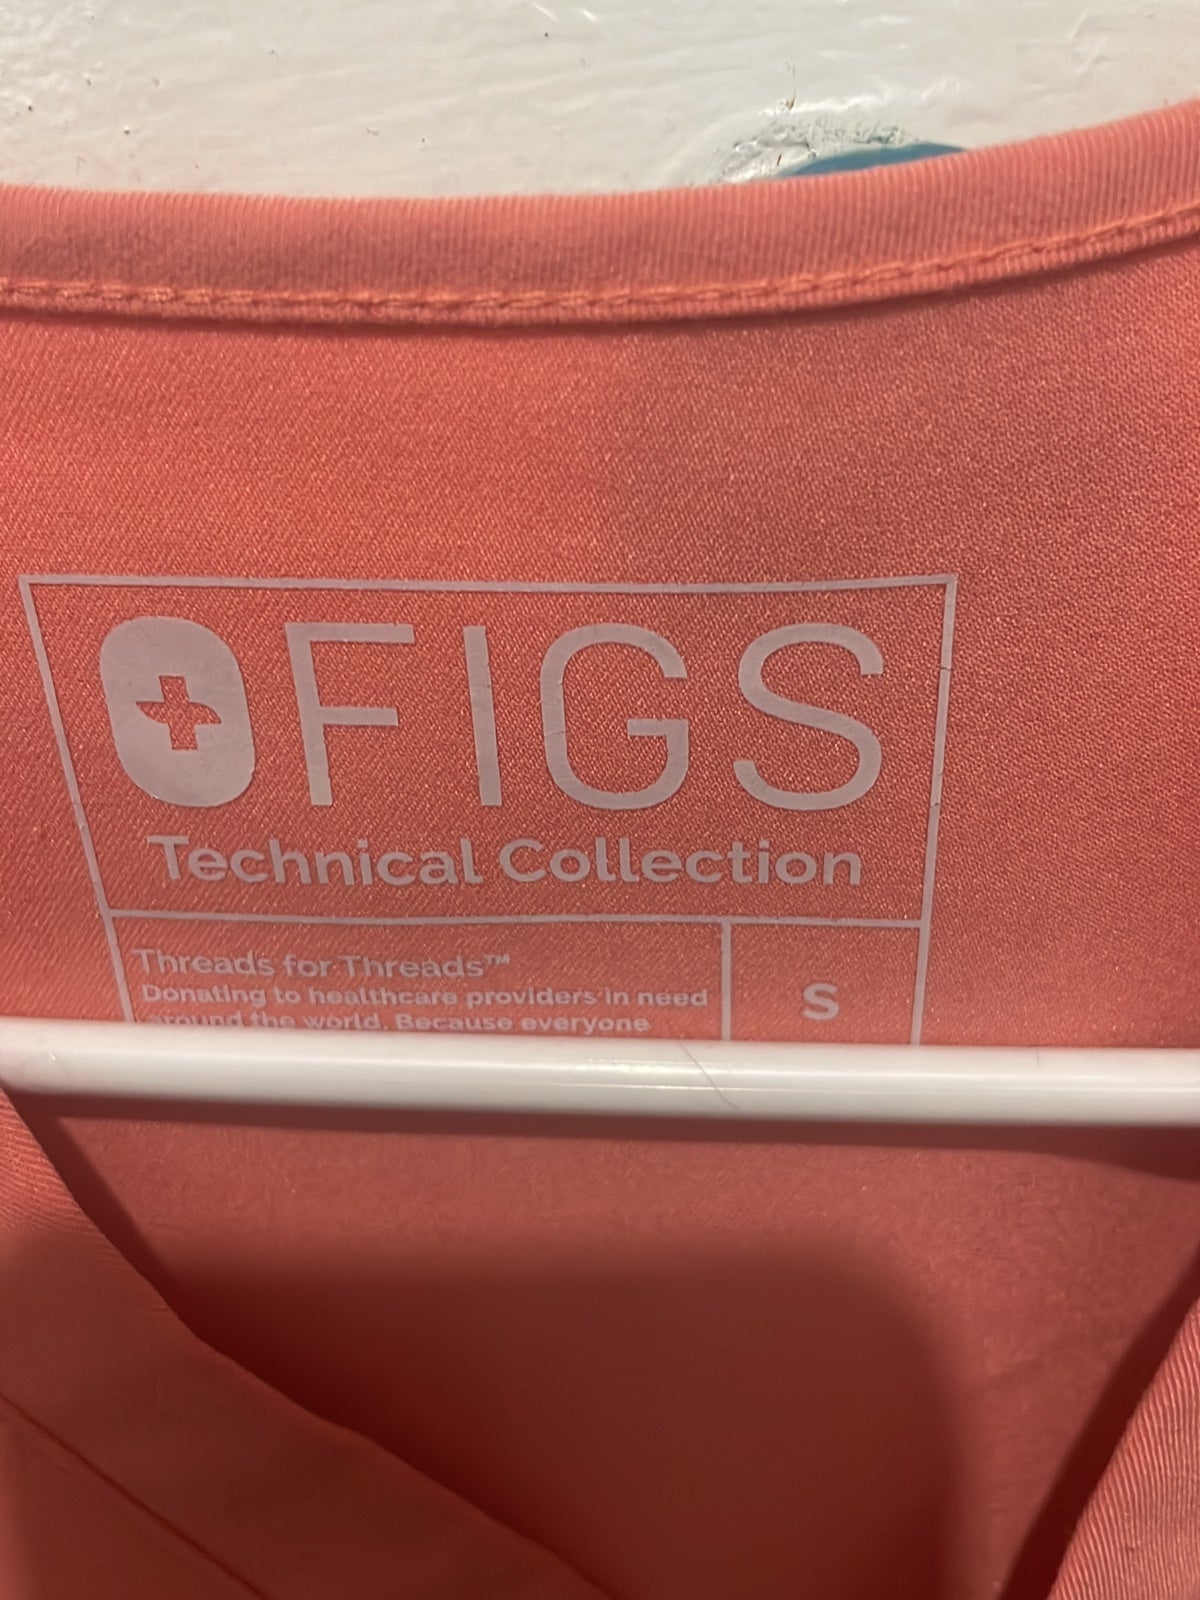 FIGS
Technical Collection
Threads for Threads™
Donating to healthcare providers in need
around the world. Because everyone
S